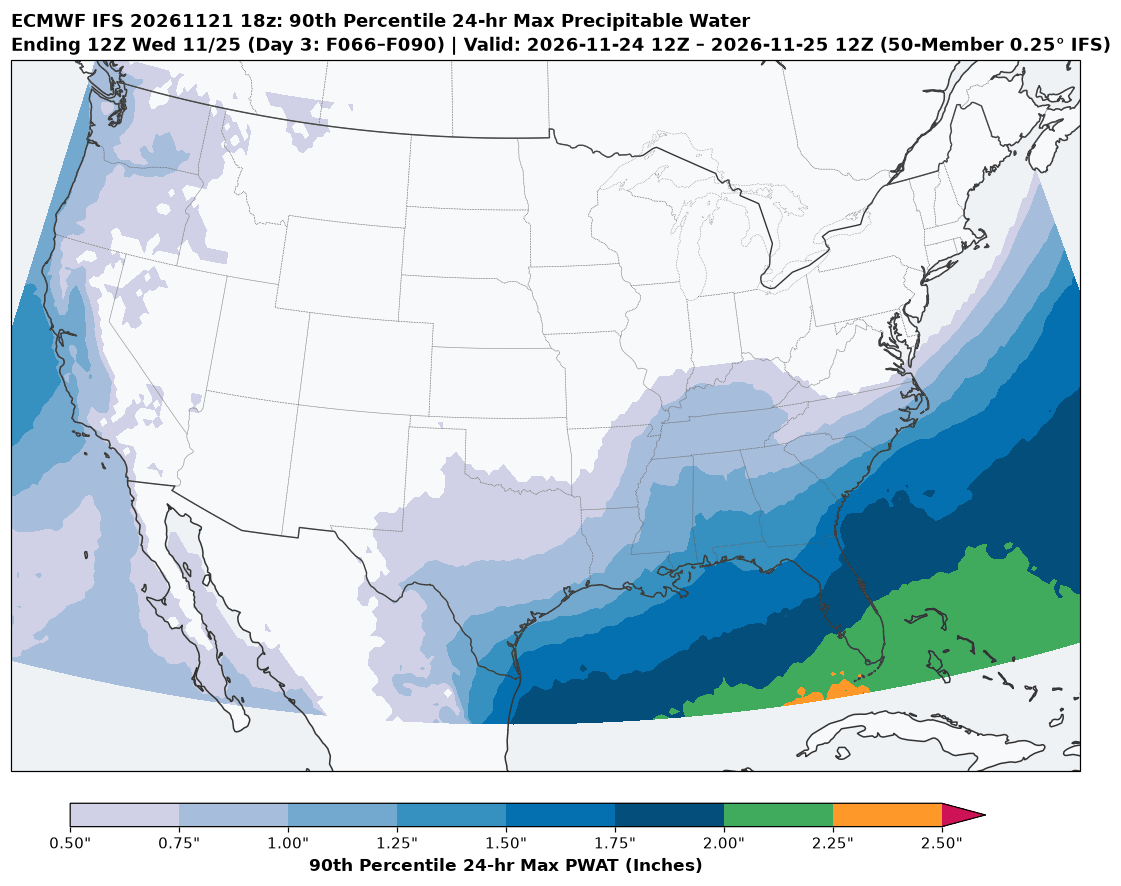 ECMWF IFS 20261121 18z: 90th Percentile 24-hr Max Precipitable Water
Ending 12Z Wed 11/25 (Day 3: F066–F090) | Valid: 2026-11-24 12Z – 2026-11-25 12Z (50-Member 0.25° IFS)
0.50" 0.75" 1.00" 1.25" 1.50" 1.75" 2.00" 2.25" 2.50"
90th Percentile 24-hr Max PWAT (Inches)